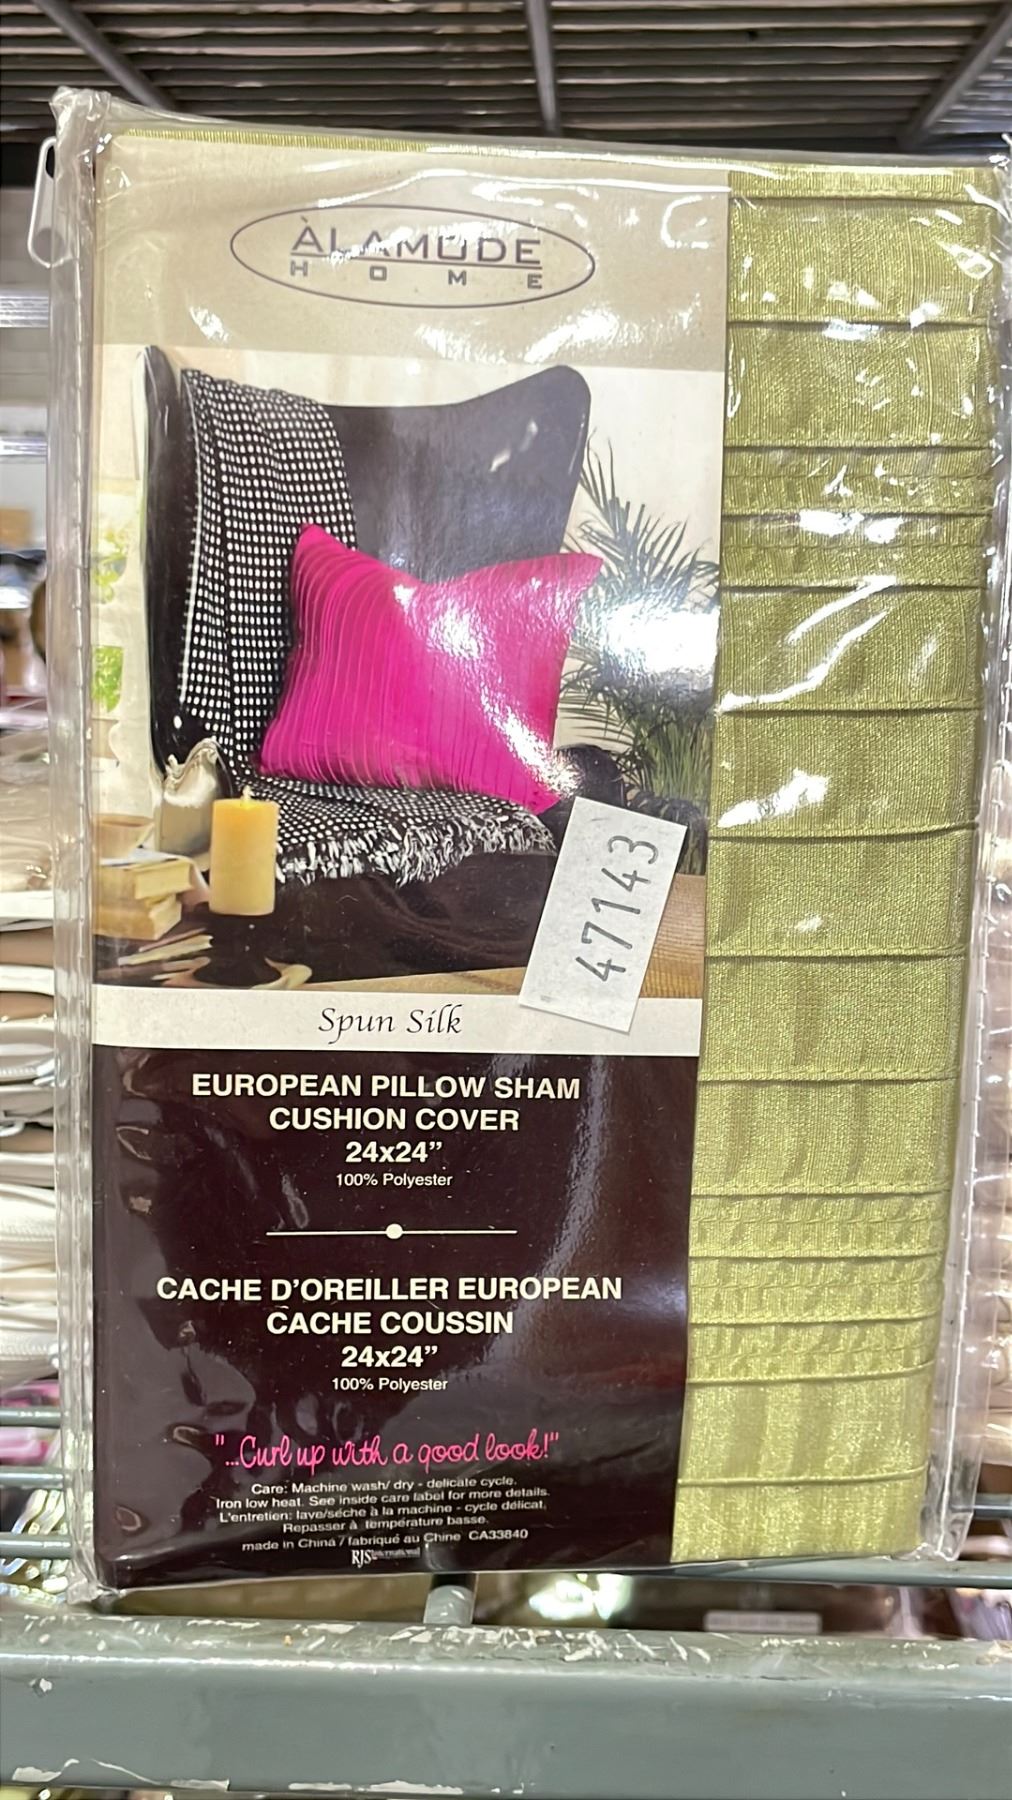 ÀLAMODE
HOME
47143
Spun Silk
EUROPEAN PILLOW SHAM
CUSHION COVER
24x24”
100% Polyester
CACHE D’OREILLER EUROPEAN
CACHE COUSSIN
24x24”
100% Polyester
"...Curl up with a good look!"
Care: Machine wash/ dry - delicate cycle.
Iron low heat. See inside care label for more details.
L'entretien: lave/séche à la machine - cycle délicat.
Repasser à température basse.
made in China / fabriqué au Chine CA33840
RJS International